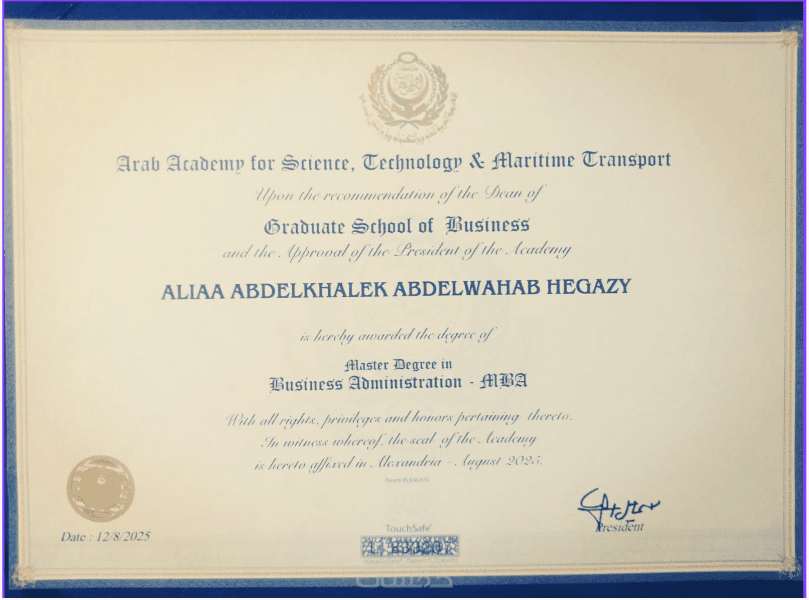 Arab Academy for Science, Technology & Maritime Transport
Upon the recommendation of the Dean of
Graduate School of Business
and the Approval of the President of the Academy
ALIAA ABDELKHALEK ABDELWAHAB HEGAZY
is hereby awarded the degree of
Master Degree in
Business Administration - MBA
With all rights, privileges and honors pertaining thereto.
In witness whereof, the seal of the Academy
is hereto affixed in Alexandria - August 2025.
President
Date : 12/8/2025
TouchSafe